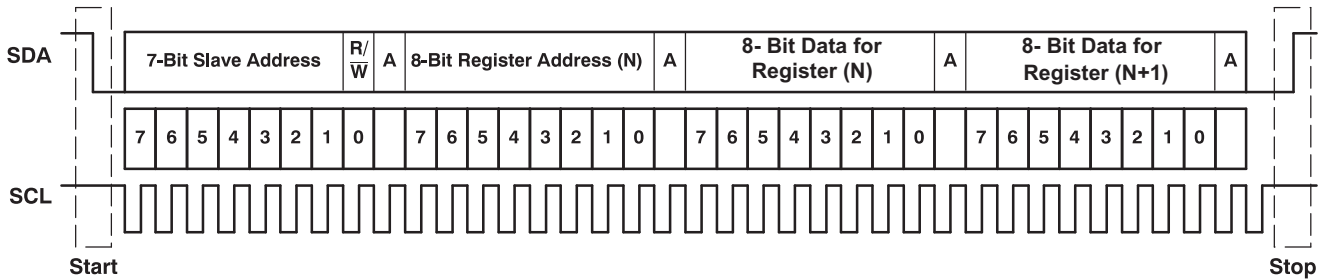 SDA
7-Bit Slave Address
R/
W
A
8-Bit Register Address (N)
A
8- Bit Data for
Register (N)
A
8- Bit Data for
Register (N+1)
A
7 6 5 4 3 2 1 0 7 6 5 4 3 2 1 0 7 6 5 4 3 2 1 0 7 6 5 4 3 2 1 0
SCL
Start
Stop